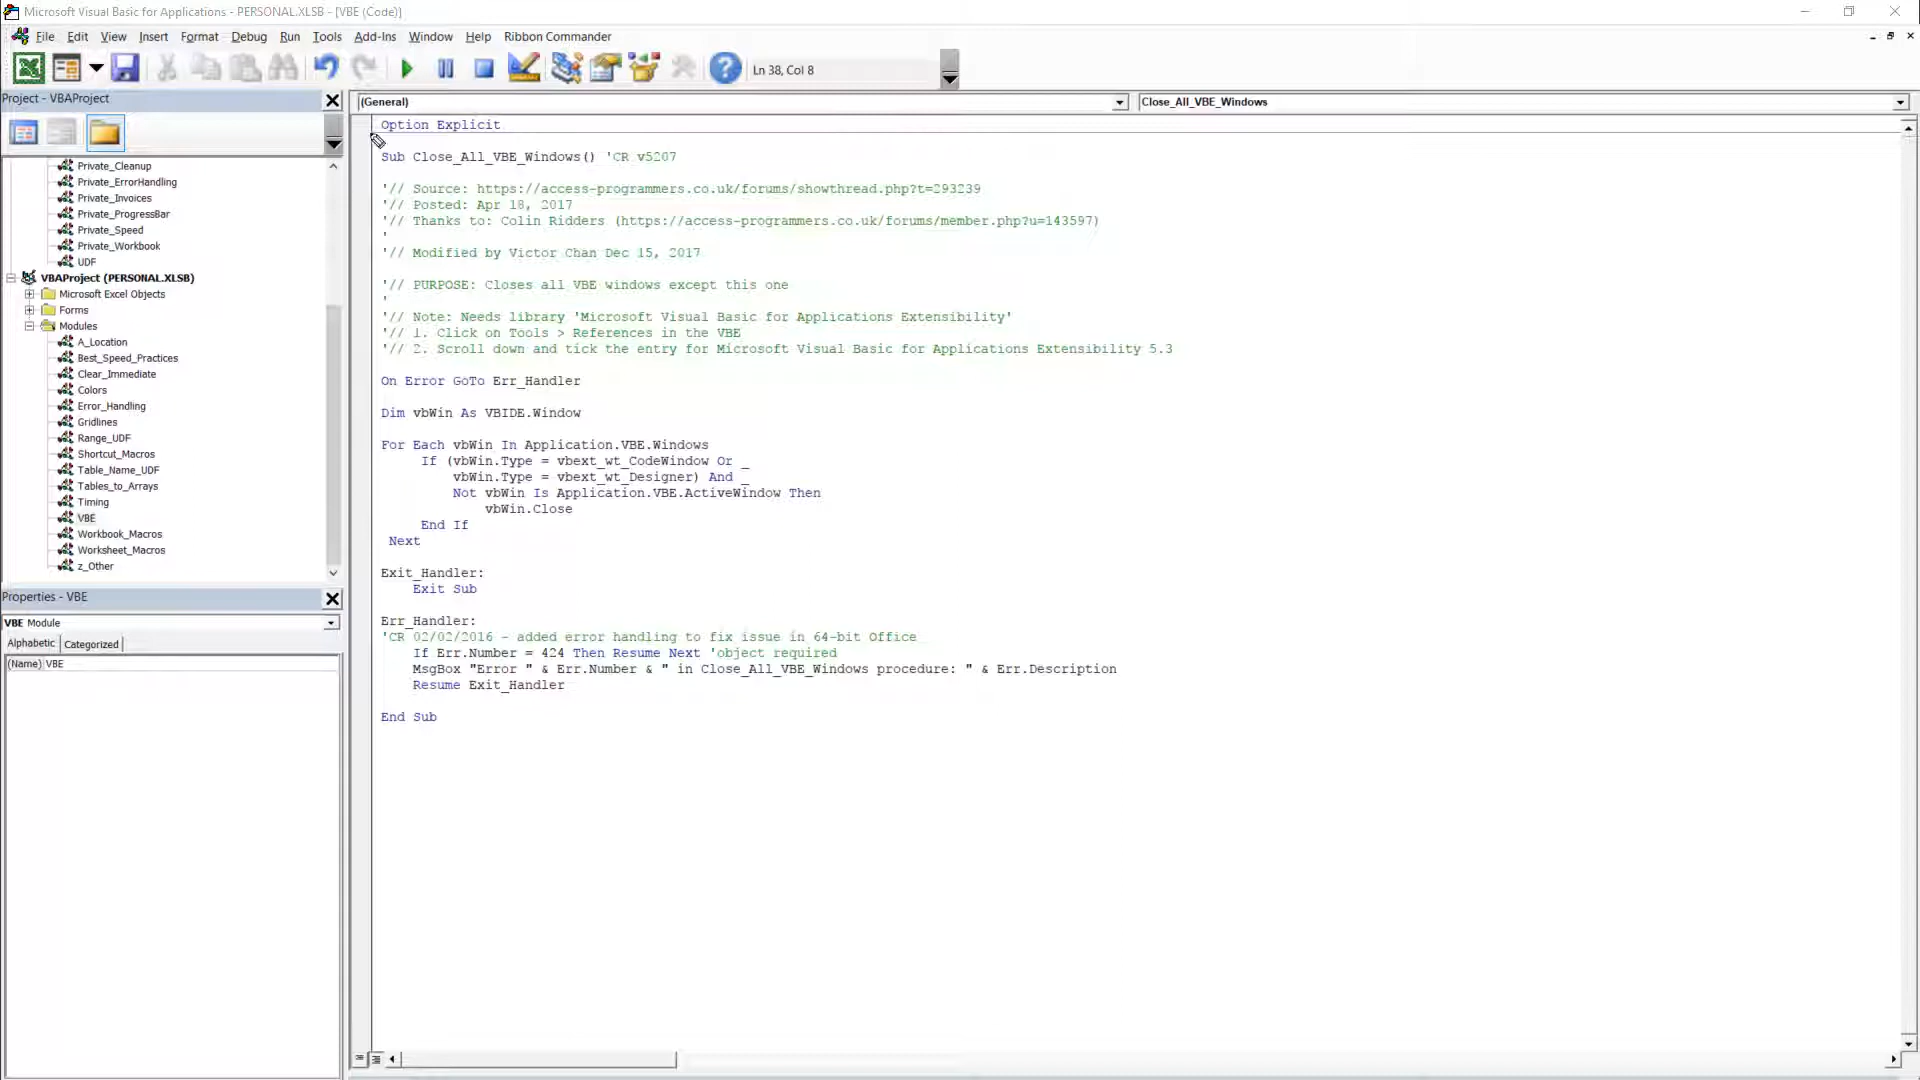 Microsoft Visual Basic for Applications - PERSONAL.XLSB - [VBE (Code)]
File Edit View Insert Format Debug Run Tools Add-Ins Window Help Ribbon Commander
Ln 38, Col 8
Project - VBAProject
Private_Cleanup
Private_ErrorHandling
Private_Invoices
Private_ProgressBar
Private_Speed
Private_Workbook
UDF
VBAProject (PERSONAL.XLSB)
Microsoft Excel Objects
Forms
Modules
A_Location
Best_Speed_Practices
Clear_Immediate
Colors
Error_Handling
Gridlines
Range_UDF
Shortcut_Macros
Table_Name_UDF
Tables_to_Arrays
Timing
VBE
Workbook_Macros
Worksheet_Macros
z_Other
Properties - VBE
VBE Module
Alphabetic Categorized
(Name) VBE
(General) Close_All_VBE_Windows
Option Explicit
Sub Close_All_VBE_Windows() 'CR v5207
'// Source: https://access-programmers.co.uk/forums/showthread.php?t=293239
'// Posted: Apr 18, 2017
'// Thanks to: Colin Ridders (https://access-programmers.co.uk/forums/member.php?u=143597)
'
'// Modified by Victor Chan Dec 15, 2017
'// PURPOSE: Closes all VBE windows except this one
'
'// Note: Needs library 'Microsoft Visual Basic for Applications Extensibility'
'// 1. Click on Tools > References in the VBE
'// 2. Scroll down and tick the entry for Microsoft Visual Basic for Applications Extensibility 5.3
On Error GoTo Err_Handler
Dim vbWin As VBIDE.Window
For Each vbWin In Application.VBE.Windows
If (vbWin.Type = vbext_wt_CodeWindow Or _
vbWin.Type = vbext_wt_Designer) And _
Not vbWin Is Application.VBE.ActiveWindow Then
vbWin.Close
End If
Next
Exit_Handler:
Exit Sub
Err_Handler:
'CR 02/02/2016 - added error handling to fix issue in 64-bit Office
If Err.Number = 424 Then Resume Next 'object required
MsgBox "Error " & Err.Number & " in Close_All_VBE_Windows procedure: " & Err.Description
Resume Exit_Handler
End Sub